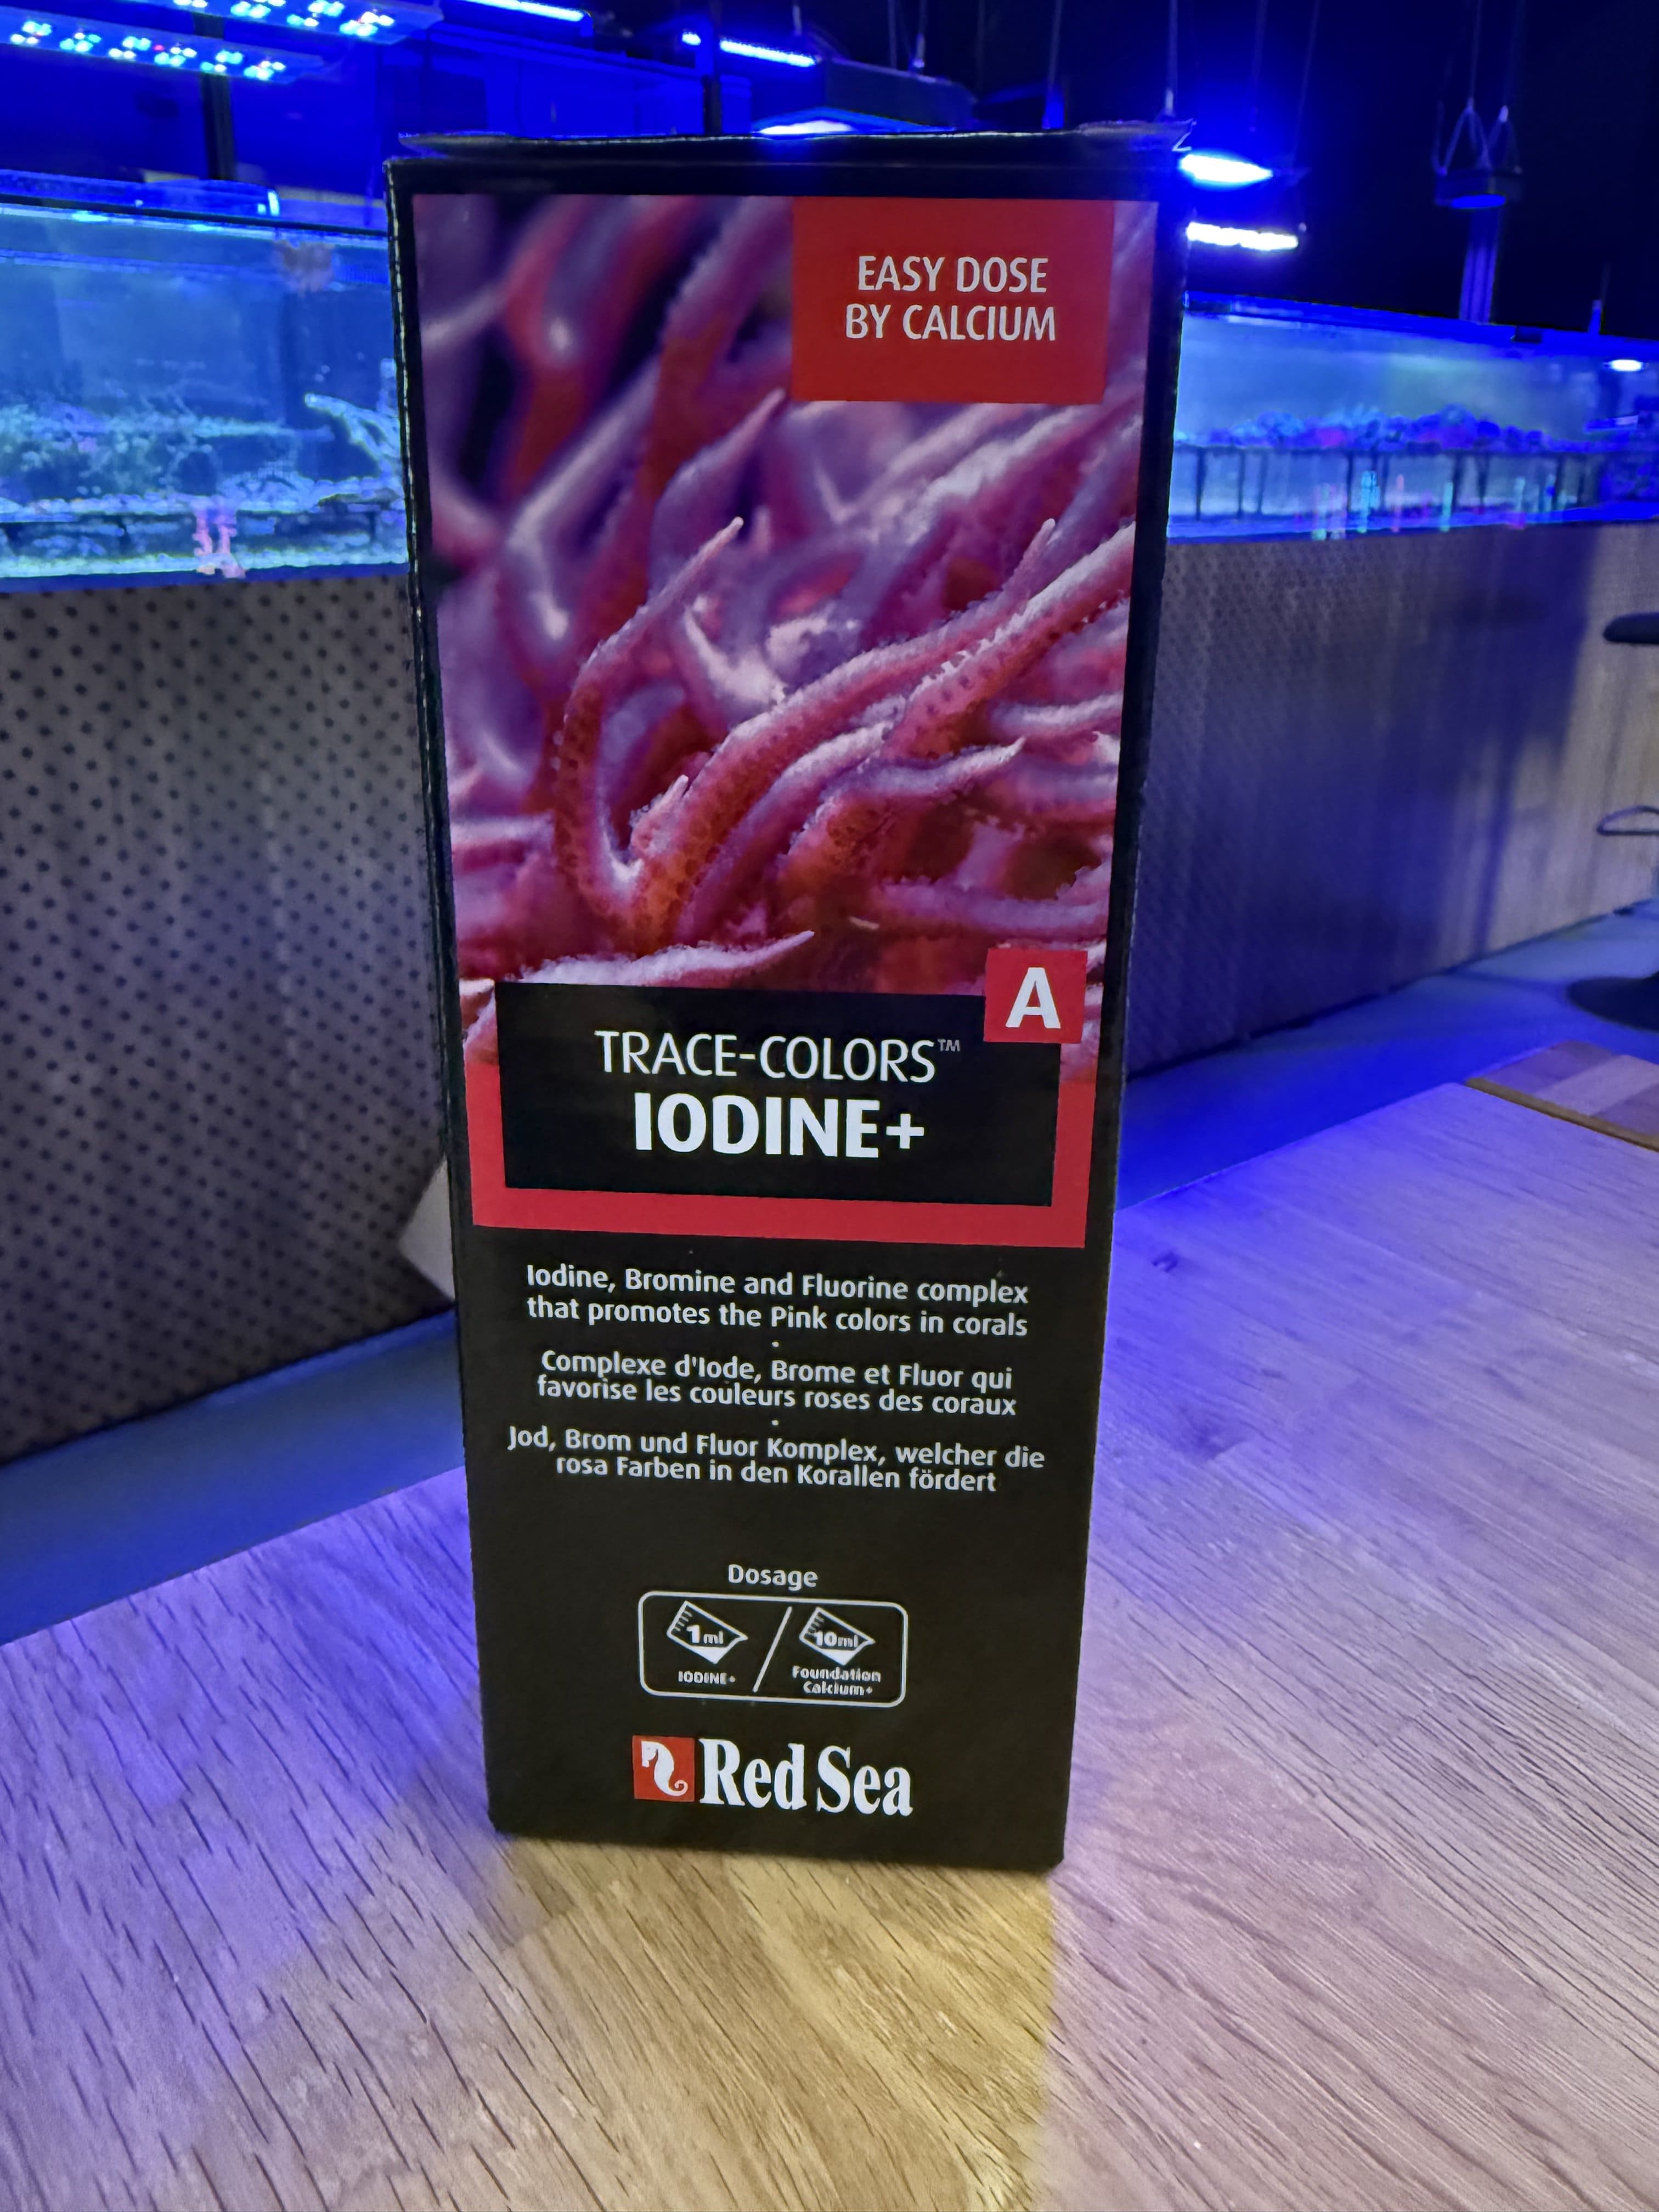 EASY DOSE
BY CALCIUM
A
TRACE-COLORS™
IODINE+
Iodine, Bromine and Fluorine complex
that promotes the Pink colors in corals
•
Complexe d'Iode, Brome et Fluor qui
favorise les couleurs roses des coraux
•
Jod, Brom und Fluor Komplex, welcher die
rosa Farben in den Korallen fördert
Dosage
1ml / 10ml
IODINE+ Foundation
Calcium+
Red Sea